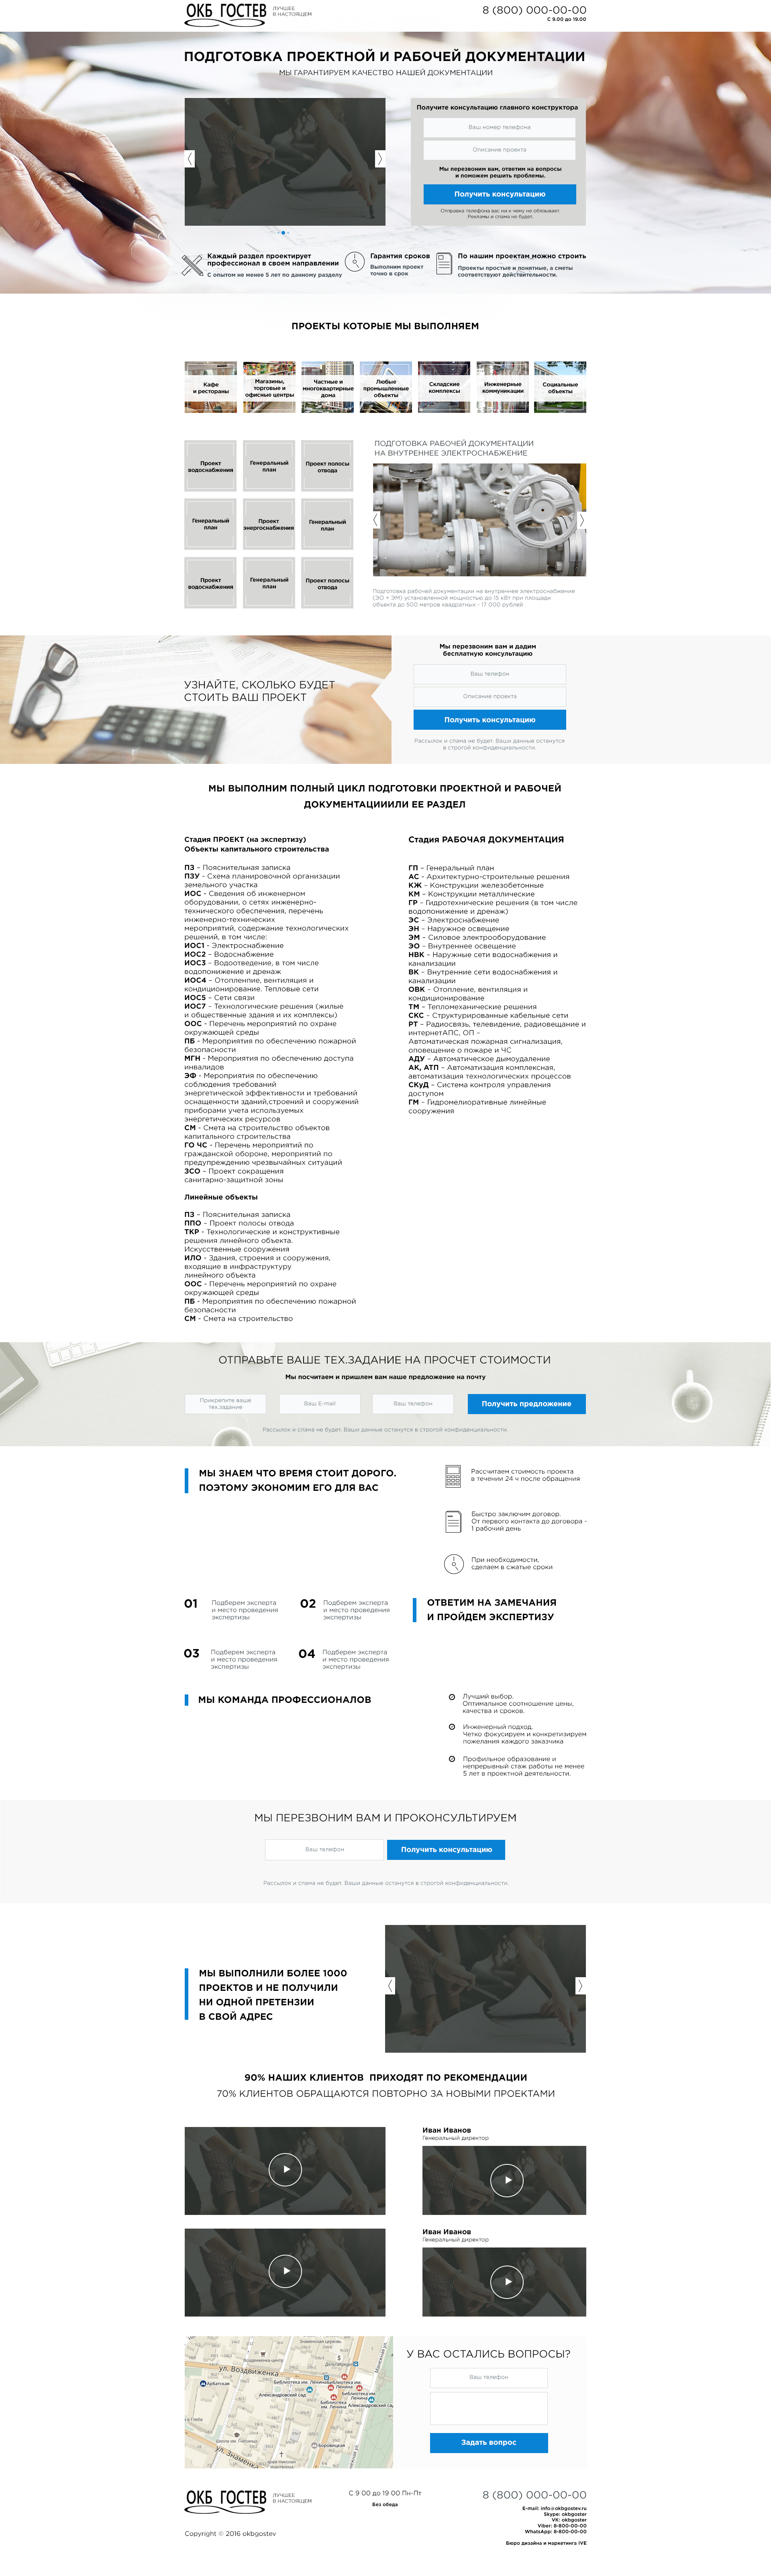 ОКБ ГОСТЕВ
ЛУЧШЕЕ
В НАСТОЯЩЕМ
8 (800) 000-00-00
С 9.00 до 19.00
ПОДГОТОВКА ПРОЕКТНОЙ И РАБОЧЕЙ ДОКУМЕНТАЦИИ
МЫ ГАРАНТИРУЕМ КАЧЕСТВО НАШЕЙ ДОКУМЕНТАЦИИ
Получите консультацию главного конструктора
Ваш номер телефона
Описание проекта
Мы перезвоним вам, ответим на вопросы
и поможем решить проблемы.
Получить консультацию
Отправка телефона вас ни к чему не обязывает.
Рекламы и спама не будет.
Каждый раздел проектирует
профессионал в своем направлении
С опытом не менее 5 лет по данному разделу
Гарантия сроков
Выполним проект
точно в срок
По нашим проектам можно строить
Проекты простые и понятные, а сметы
соответствуют действительности.
ПРОЕКТЫ КОТОРЫЕ МЫ ВЫПОЛНЯЕМ
Кафе
и рестораны
Магазины,
торговые и
офисные центры
Частные и
многоквартирные
дома
Любые
промышленные
объекты
Складские
комплексы
Инженерные
коммуникации
Социальные
объекты
Проект
водоснабжения
Генеральный
план
Проект полосы
отвода
Генеральный
план
Проект
энергоснабжения
Генеральный
план
Проект
водоснабжения
Генеральный
план
Проект полосы
отвода
ПОДГОТОВКА РАБОЧЕЙ ДОКУМЕНТАЦИИ
НА ВНУТРЕННЕЕ ЭЛЕКТРОСНАБЖЕНИЕ
Подготовка рабочей документации на внутреннее электроснабжение
(ЭО + ЭМ) установленной мощностью до 15 кВт при площади
объекта до 500 метров квадратных - 17 000 рублей
УЗНАЙТЕ, СКОЛЬКО БУДЕТ
СТОИТЬ ВАШ ПРОЕКТ
Мы перезвоним вам и дадим
бесплатную консультацию
Ваш телефон
Описание проекта
Получить консультацию
Рассылок и спама не будет. Ваши данные останутся
в строгой конфиденциальности.
МЫ ВЫПОЛНИМ ПОЛНЫЙ ЦИКЛ ПОДГОТОВКИ ПРОЕКТНОЙ И РАБОЧЕЙ
ДОКУМЕНТАЦИИИЛИ ЕЕ РАЗДЕЛ
Стадия ПРОЕКТ (на экспертизу)
Объекты капитального строительства
ПЗ – Пояснительная записка
ПЗУ - Схема планировочной организации
земельного участка
ИОС - Сведения об инженерном
оборудовании, о сетях инженерно-
технического обеспечения, перечень
инженерно-технических
мероприятий, содержание технологических
решений, в том числе:
ИОС1 - Электроснабжение
ИОС2 – Водоснабжение
ИОС3 – Водоотведение, в том числе
водопонижение и дренаж
ИОС4 – Отопленпие, вентиляция и
кондиционирование. Тепловые сети
ИОС5 – Сети связи
ИОС7 – Технологические решения (жилые
и общественные здания и их комплексы)
ООС - Перечень мероприятий по охране
окружающей среды
ПБ - Мероприятия по обеспечению пожарной
безопасности
МГН - Мероприятия по обеспечению доступа
инвалидов
ЭФ - Мероприятия по обеспечению
соблюдения требований
энергетической эффективности и требований
оснащенности зданий,строений и сооружений
приборами учета используемых
энергетических ресурсов
СМ – Смета на строительство объектов
капитального строительства
ГО ЧС - Перечень мероприятий по
гражданской обороне, мероприятий по
предупреждению чрезвычайных ситуаций
ЗСО – Проект сокращения
санитарно-защитной зоны
Линейные объекты
ПЗ – Пояснительная записка
ППО – Проект полосы отвода
ТКР - Технологические и конструктивные
решения линейного объекта.
Искусственные сооружения
ИЛО - Здания, строения и сооружения,
входящие в инфраструктуру
линейного объекта
ООС - Перечень мероприятий по охране
окружающей среды
ПБ - Мероприятия по обеспечению пожарной
безопасности
СМ - Смета на строительство
Стадия РАБОЧАЯ ДОКУМЕНТАЦИЯ
ГП – Генеральный план
АС - Архитектурно-строительные решения
КЖ – Конструкции железобетонные
КМ – Конструкции металлические
ГР – Гидротехнические решения (в том числе
водопонижение и дренаж)
ЭС – Электроснабжение
ЭН – Наружное освещение
ЭМ – Силовое электрооборудование
ЭО – Внутреннее освещение
НВК – Наружные сети водоснабжения и
канализации
ВК – Внутренние сети водоснабжения и
канализации
ОВК – Отопление, вентиляция и
кондиционирование
ТМ – Тепломеханические решения
СКС – Структурированные кабельные сети
РТ – Радиосвязь, телевидение, радиовещание и
интернетАПС, ОП –
Автоматическая пожарная сигнализация,
оповещение о пожаре и ЧС
АДУ – Автоматическое дымоудаление
АК, АТП – Автоматизация комплексная,
автоматизация технологических процессов
СКуД – Система контроля управления
доступом
ГМ – Гидромелиоративные линейные
сооружения
ОТПРАВЬТЕ ВАШЕ ТЕХ.ЗАДАНИЕ НА ПРОСЧЕТ СТОИМОСТИ
Мы посчитаем и пришлем вам наше предложение на почту
Прикрепите ваше
тех.задание
Ваш E-mail
Ваш телефон
Получить предложение
Рассылок и спама не будет. Ваши данные останутся в строгой конфиденциальности.
МЫ ЗНАЕМ ЧТО ВРЕМЯ СТОИТ ДОРОГО.
ПОЭТОМУ ЭКОНОМИМ ЕГО ДЛЯ ВАС
Рассчитаем стоимость проекта
в течении 24 ч после обращения
Быстро заключим договор.
От первого контакта до договора -
1 рабочий день
При необходимости,
сделаем в сжатые сроки
01
Подберем эксперта
и место проведения
экспертизы
02
Подберем эксперта
и место проведения
экспертизы
ОТВЕТИМ НА ЗАМЕЧАНИЯ
И ПРОЙДЕМ ЭКСПЕРТИЗУ
03
Подберем эксперта
и место проведения
экспертизы
04
Подберем эксперта
и место проведения
экспертизы
МЫ КОМАНДА ПРОФЕССИОНАЛОВ
Лучший выбор.
Оптимальное соотношение цены,
качества и сроков.
Инженерный подход.
Четко фокусируем и конкретизируем
пожелания каждого заказчика
Профильное образование и
непрерывный стаж работы не менее
5 лет в проектной деятельности.
МЫ ПЕРЕЗВОНИМ ВАМ И ПРОКОНСУЛЬТИРУЕМ
Ваш телефон
Получить консультацию
Рассылок и спама не будет. Ваши данные останутся в строгой конфиденциальности.
МЫ ВЫПОЛНИЛИ БОЛЕЕ 1000
ПРОЕКТОВ И НЕ ПОЛУЧИЛИ
НИ ОДНОЙ ПРЕТЕНЗИИ
В СВОЙ АДРЕС
90% НАШИХ КЛИЕНТОВ ПРИХОДЯТ ПО РЕКОМЕНДАЦИИ
70% КЛИЕНТОВ ОБРАЩАЮТСЯ ПОВТОРНО ЗА НОВЫМИ ПРОЕКТАМИ
Иван Иванов
Генеральный директор
Иван Иванов
Генеральный директор
ул. Воздвиженка
Арбатская
Александровский сад
Библиотека им. Ленина
Боровицкая
ул. Знаменка
У ВАС ОСТАЛИСЬ ВОПРОСЫ?
Ваш телефон
Задать вопрос
ОКБ ГОСТЕВ
ЛУЧШЕЕ
В НАСТОЯЩЕМ
С 9 00 до 19 00 Пн-Пт
Без обеда
8 (800) 000-00-00
E-mail: info@okbgostev.ru
Skype: okbgoster
VK: okbgoster
Viber: 8-800-00-00
WhatsApp: 8-800-00-00
Copyright © 2016 okbgostev
Бюро дизайна и маркетинга IVE